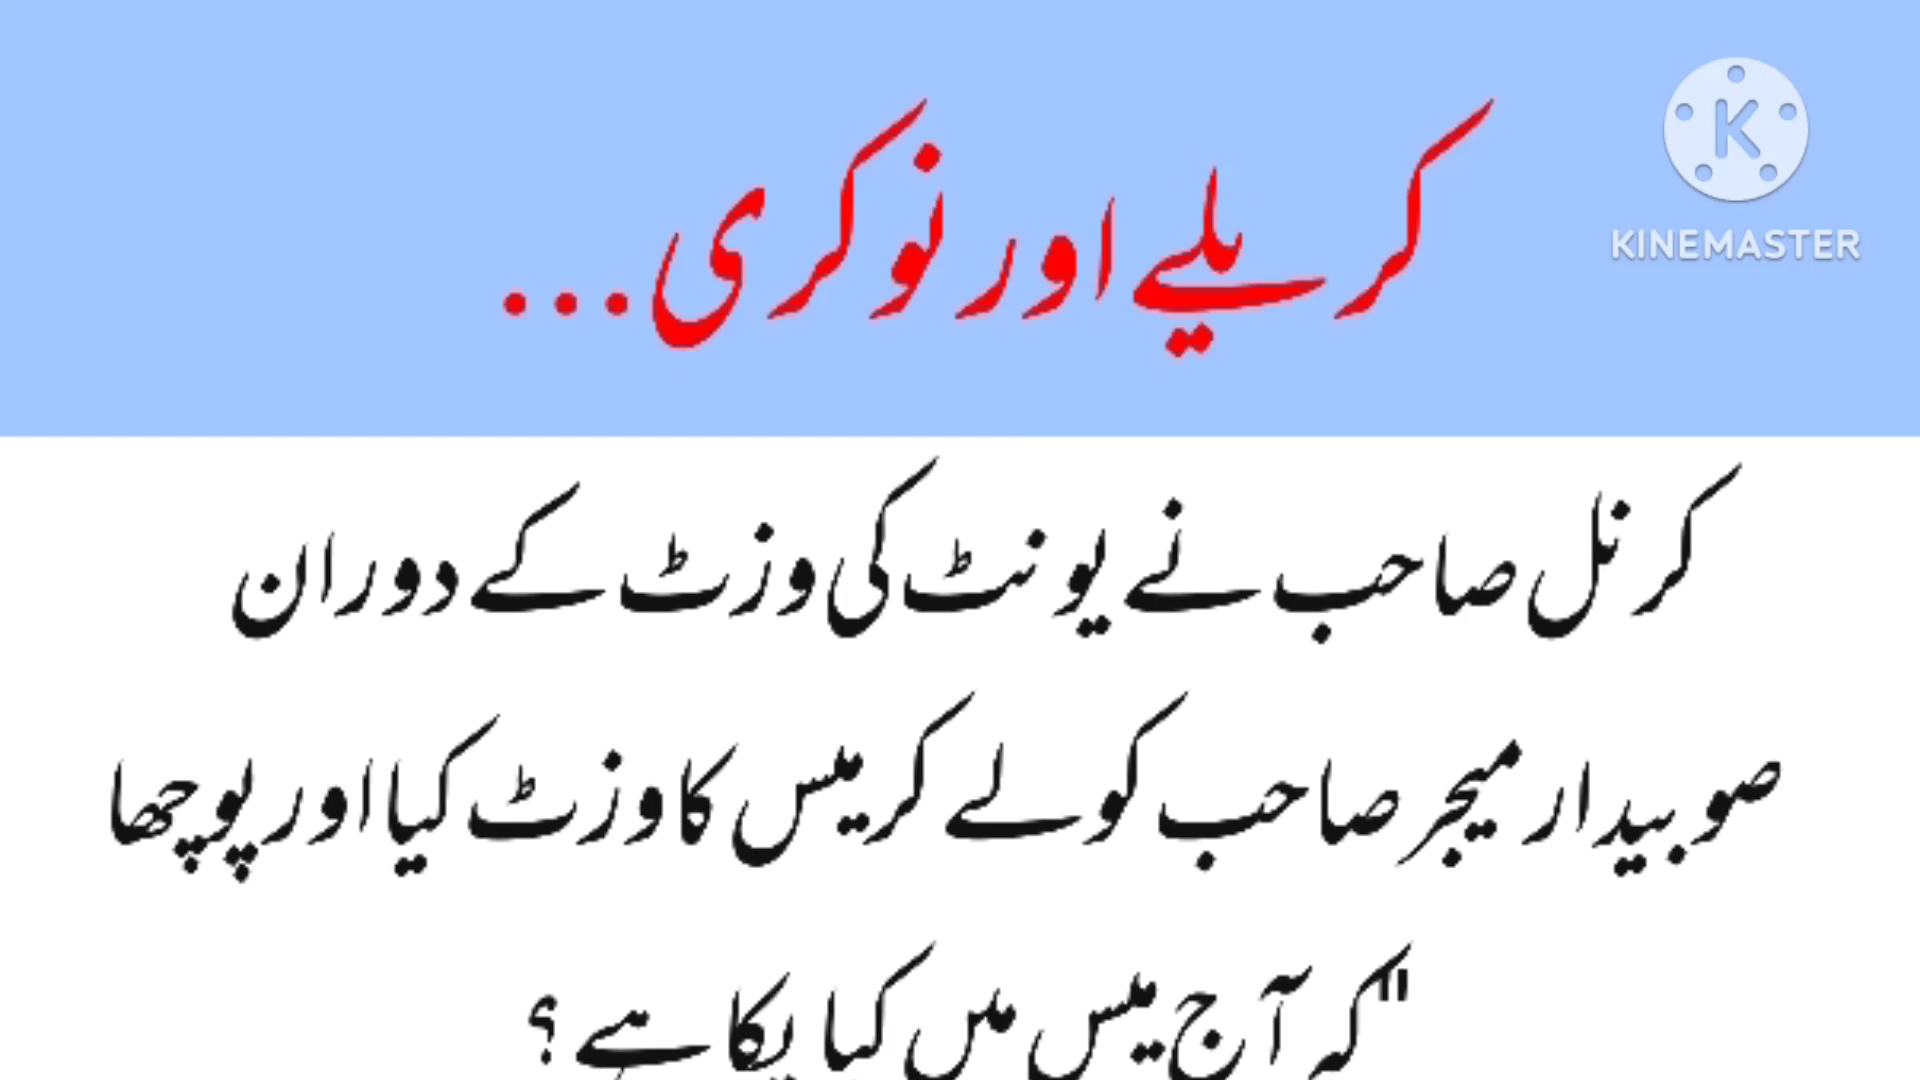 کریلے اور نوکری...
KINEMASTER
کرنل صاحب نے یونٹ کی وزٹ کے دوران
صوبیدار میجر صاحب کو لے کر میس کا وزٹ کیا اور پوچھا
"کہ آج میس میں کیا پکا ہے؟